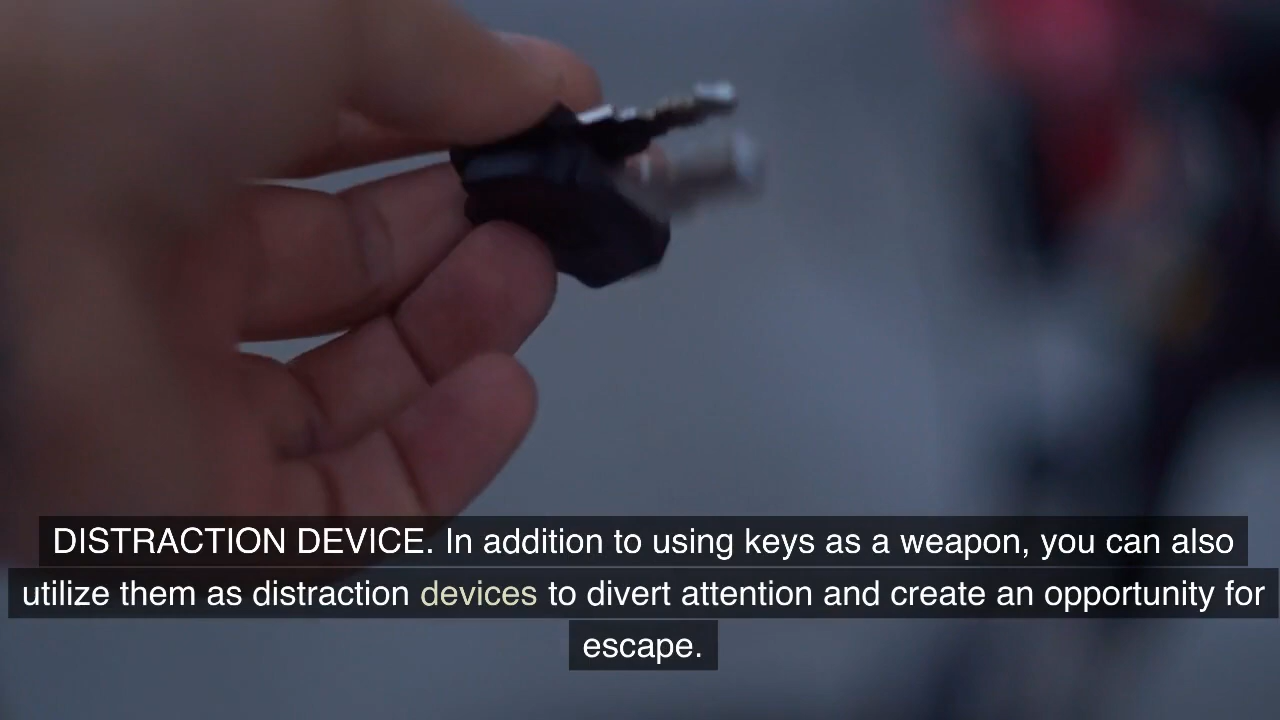 DISTRACTION DEVICE. In addition to using keys as a weapon, you can also
utilize them as distraction devices to divert attention and create an opportunity for
escape.